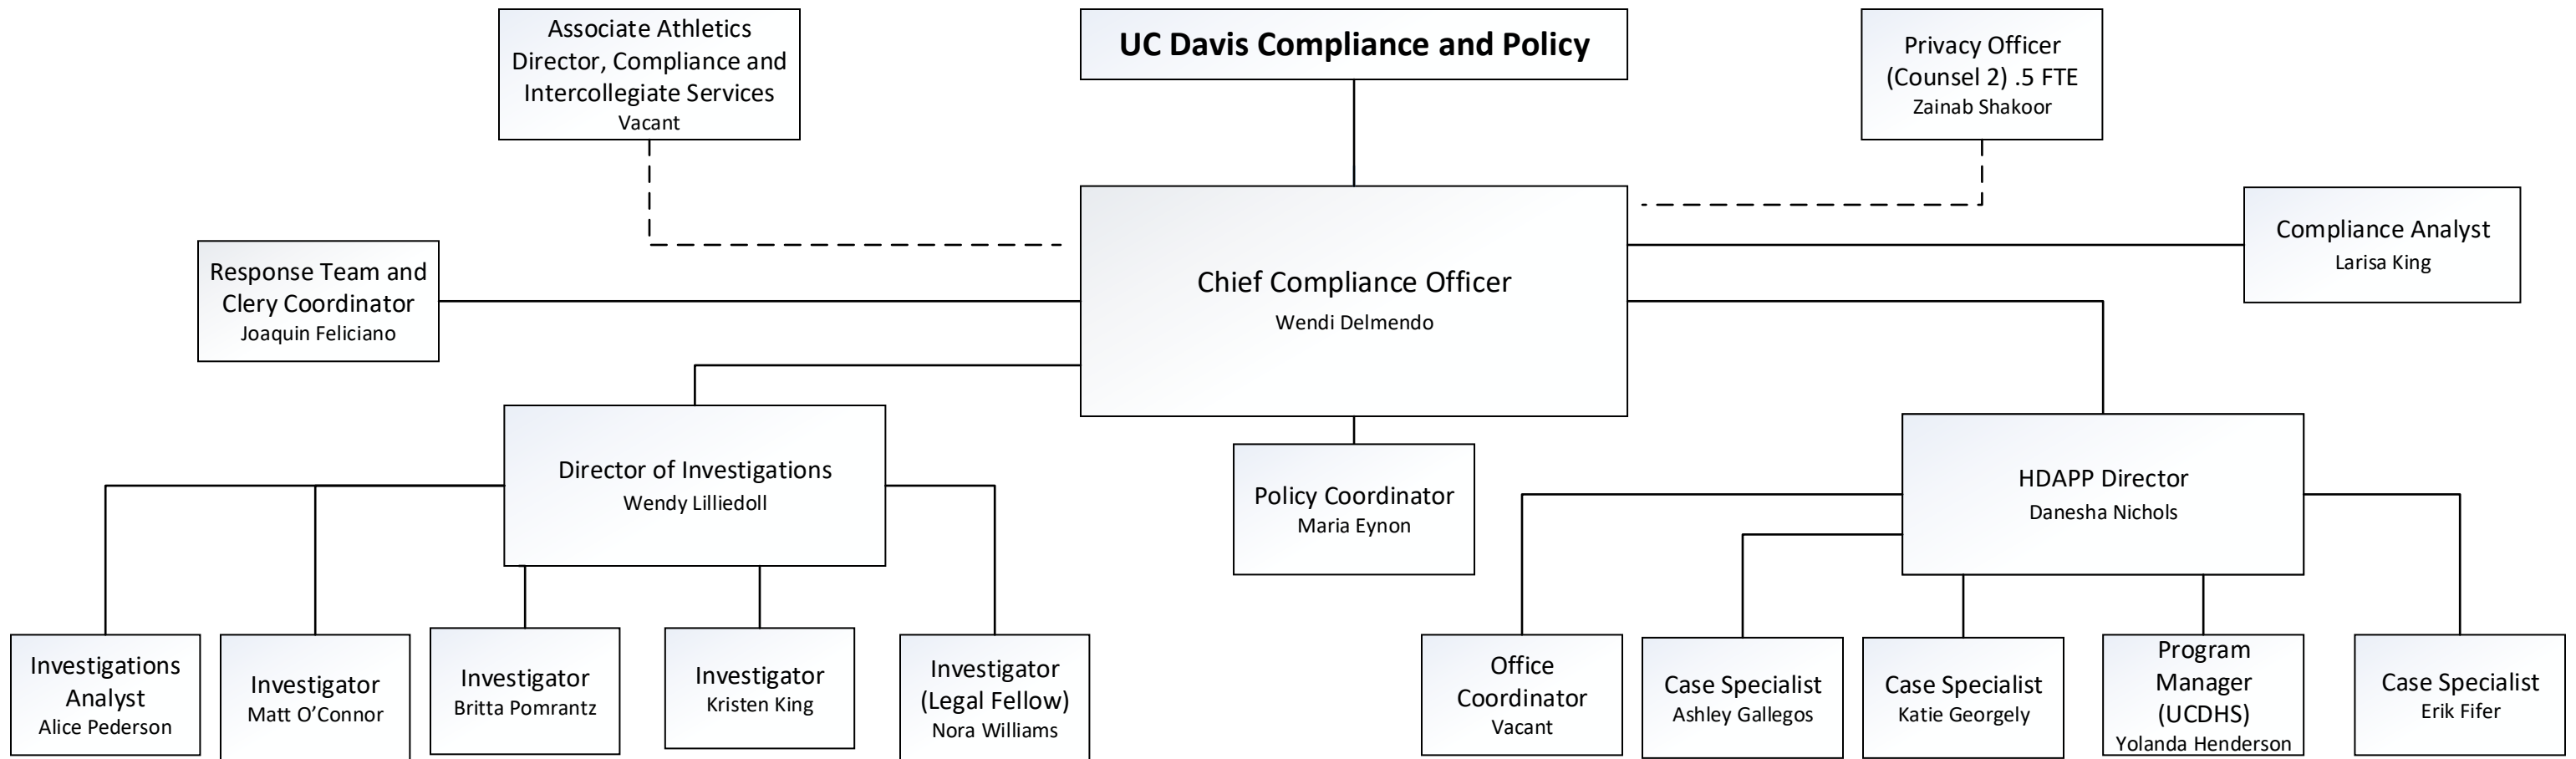 Associate Athletics
Director, Compliance and
Intercollegiate Services
Vacant
UC Davis Compliance and Policy
Privacy Officer
(Counsel 2) .5 FTE
Zainab Shakoor
Response Team and
Clery Coordinator
Joaquin Feliciano
Chief Compliance Officer
Wendi Delmendo
Compliance Analyst
Larisa King
Director of Investigations
Wendy Lilliedoll
Policy Coordinator
Maria Eynon
HDAPP Director
Danesha Nichols
Investigations
Analyst
Alice Pederson
Investigator
Matt O’Connor
Investigator
Britta Pomrantz
Investigator
Kristen King
Investigator
(Legal Fellow)
Nora Williams
Office
Coordinator
Vacant
Case Specialist
Ashley Gallegos
Case Specialist
Katie Georgely
Program
Manager
(UCDHS)
Yolanda Henderson
Case Specialist
Erik Fifer